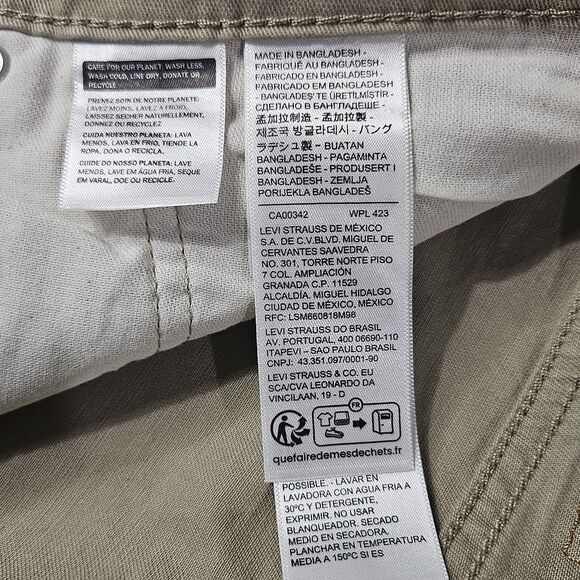 CARE FOR OUR PLANET: WASH LESS,
WASH COLD, LINE DRY, DONATE OR
RECYCLE
PRENEZ SOIN DE NOTRE PLANETE:
LAVEZ MOINS, LAVEZ A FROID,
LAISSEZ SECHER NATURELLEMENT,
DONNEZ OU RECYCLEZ
CUIDA NUESTRO PLANETA: LAVA
MENOS, LAVA EN FRIO, TIENDE LA
ROPA, DONA O RECICLA.
CUIDE DO NOSSO PLANETA: LAVE
MENOS, LAVE EM ÁGUA FRIA, SEQUE
EM VARAL, DOE OU RECICLE.
MADE IN BANGLADESH -
FABRIQUÉ AU BANGLADESH -
FABRICADO EN BANGLADESH -
FABRICADO EM BANGLADESH -
BANGLADEŞ' TE ÜRETİLMİŞTİR -
СДЕЛАНО В БАНГЛАДЕШЕ -
孟加拉制造 - 孟加拉製 -
제조국 방글라데시 - バング
ラデシュ製 - BUATAN
BANGLADESH - PAGAMINTA
BANGLADEŠE - PRODUSERT I
BANGLADESH - ZEMLJA
PORIJEKLA BANGLADEŠ
CA00342 WPL 423
LEVI STRAUSS DE MÉXICO
S.A. DE C.V.BLVD. MIGUEL DE
CERVANTES SAAVEDRA
NO. 301, TORRE NORTE PISO
7 COL. AMPLIACIÓN
GRANADA C.P. 11529
ALCALDÍA. MIGUEL HIDALGO
CIUDAD DE MÉXICO, MÉXICO
RFC: LSM660818M98
LEVI STRAUSS DO BRASIL
AV. PORTUGAL, 400 06690-110
ITAPEVI – SAO PAULO BRASIL
CNPJ: 43.351.097/0001-90
LEVI STRAUSS & CO. EU
SCA/CVA LEONARDO DA
VINCILAAN, 19 - D
FR
quefairedemesdechets.fr
POSSIBLE. · LAVAR EN
LAVADORA CON AGUA FRIA A
30°C Y DETERGENTE,
EXPRIMIR. NO USAR
BLANQUEADOR. SECADO
MEDIO EN SECADORA.
PLANCHAR EN TEMPERATURA
MEDIA A 150°C SI ES